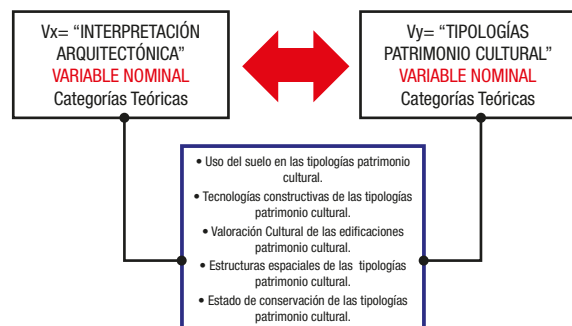 Vx= “INTERPRETACIÓN
ARQUITECTÓNICA”
VARIABLE NOMINAL
Categorías Teóricas
Vy= “TIPOLOGÍAS
PATRIMONIO CULTURAL”
VARIABLE NOMINAL
Categorías Teóricas
• Uso del suelo en las tipologías patrimonio
cultural.
• Tecnologías constructivas de las tipologías
patrimonio cultural.
• Valoración Cultural de las edificaciones
patrimonio cultural.
• Estructuras espaciales de las tipologías
patrimonio cultural.
• Estado de conservación de las tipologías
patrimonio cultural.